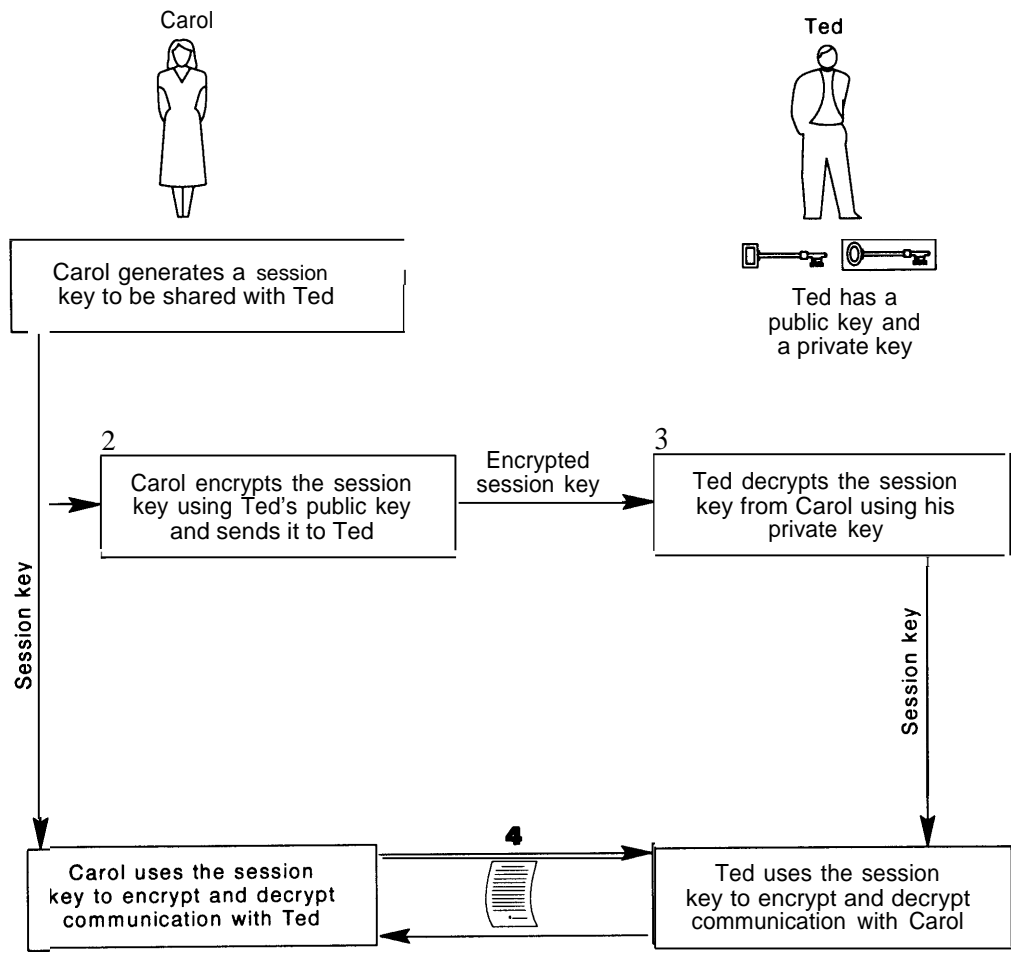 Carol
Ted
Carol generates a session
key to be shared with Ted
Ted has a
public key and
a private key
2
Carol encrypts the session
key using Ted's public key
and sends it to Ted
Encrypted
session key
3
Ted decrypts the session
key from Carol using his
private key
Session key
Session key
4
Carol uses the session
key to encrypt and decrypt
communication with Ted
Ted uses the session
key to encrypt and decrypt
communication with Carol